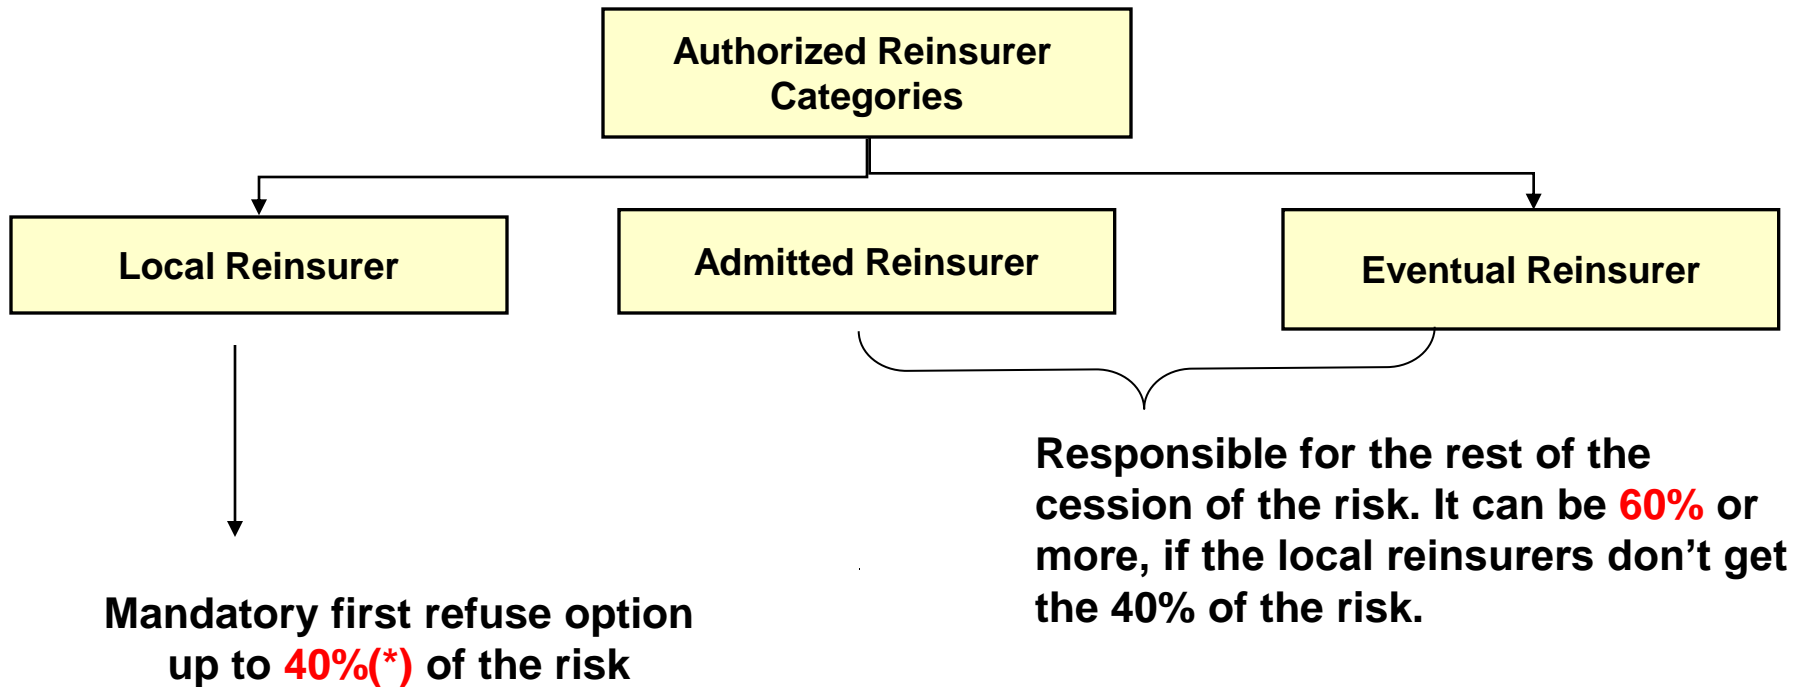 Authorized Reinsurer
Categories
Local Reinsurer
Admitted Reinsurer
Eventual Reinsurer
Responsible for the rest of the
cession of the risk. It can be 60% or
more, if the local reinsurers don’t get
the 40% of the risk.
Mandatory first refuse option
up to 40%(*) of the risk